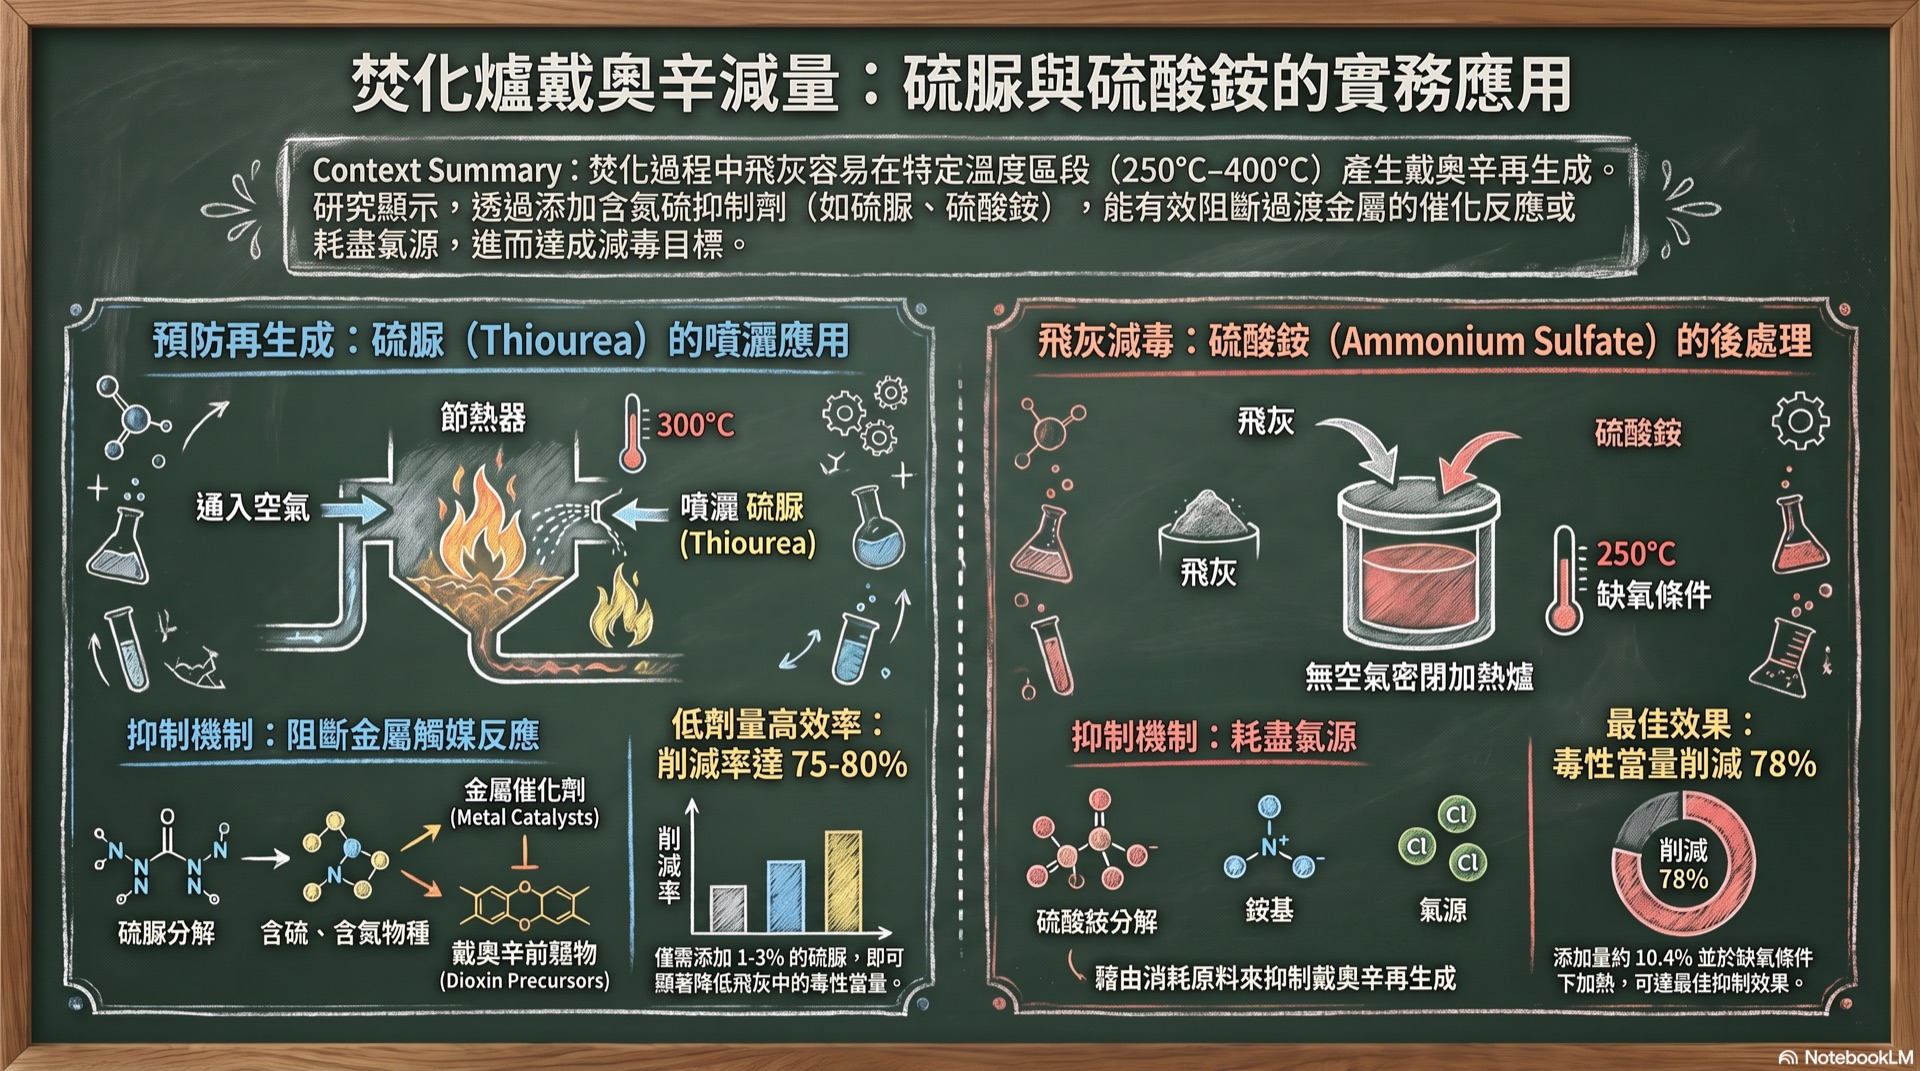 焚化爐戴奧辛減量：硫脲與硫酸銨的實務應用
Context Summary：焚化過程中飛灰容易在特定溫度區段（250°C–400°C）產生戴奧辛再生成。
研究顯示，透過添加含氮硫抑制劑（如硫脲、硫酸銨），能有效阻斷過渡金屬的催化反應或
耗盡氯源，進而達成減毒目標。
預防再生成：硫脲（Thiourea）的噴灑應用
節熱器
300°C
通入空氣
噴灑 硫脲
(Thiourea)
抑制機制：阻斷金屬觸媒反應
O
N
N
N
N
N
N
硫脲分解
N
含硫、含氮物種
金屬催化劑
(Metal Catalysts)
O
O
戴奧辛前驅物
(Dioxin Precursors)
低劑量高效率：
削減率達 75-80%
削減率
僅需添加 1-3% 的硫脲，即可
顯著降低飛灰中的毒性當量。
飛灰減毒：硫酸銨（Ammonium Sulfate）的後處理
飛灰
硫酸銨
飛灰
250°C
缺氧條件
無空氣密閉加熱爐
抑制機制：耗盡氯源
硫酸銨分解
N+
-
銨基
Cl
Cl
Cl
氯源
藉由消耗原料來抑制戴奧辛再生成
最佳效果：
毒性當量削減 78%
削減
78%
添加量約 10.4% 並於缺氧條件
下加熱，可達最佳抑制效果。
NotebookLM